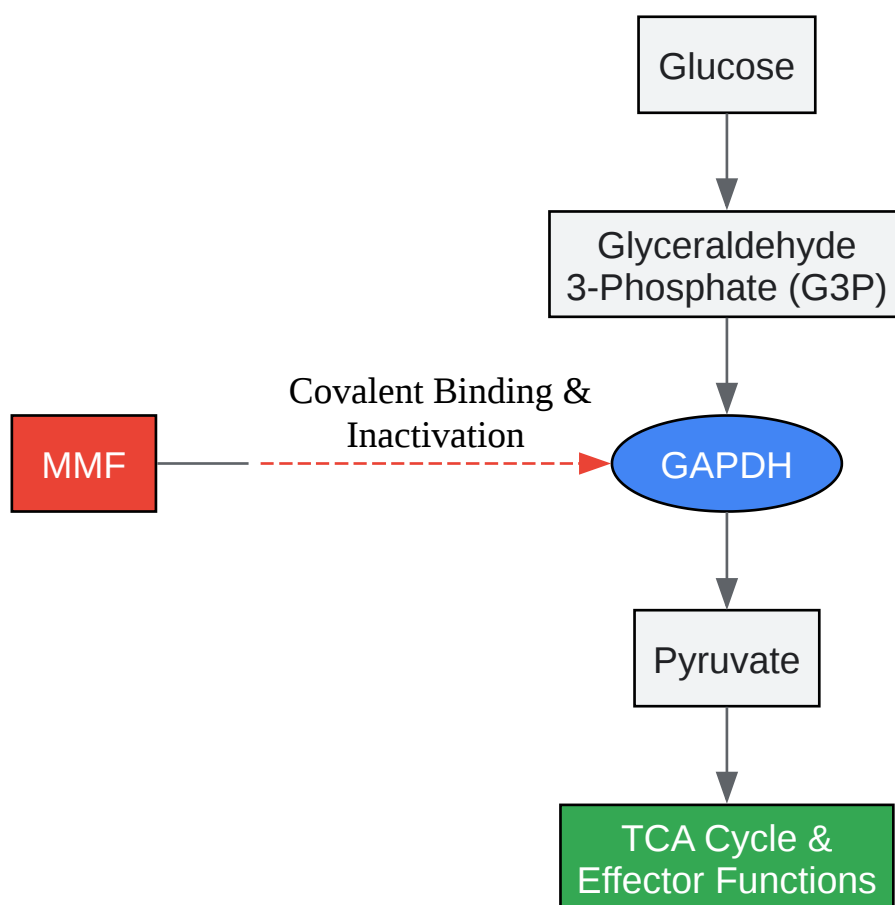 Glucose
Glyceraldehyde
3-Phosphate (G3P)
Covalent Binding &
Inactivation
MMF
GAPDH
Pyruvate
TCA Cycle &
Effector Functions